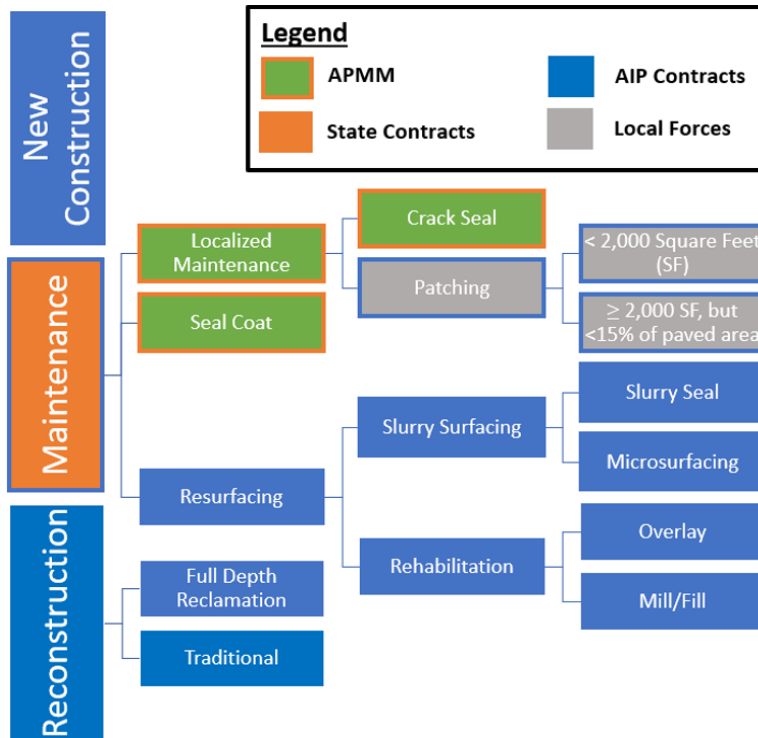 Legend
APMM
AIP Contracts
State Contracts
Local Forces
New
Construction
Maintenance
Localized
Maintenance
Crack Seal
Patching
< 2,000 Square Feet
(SF)
≥ 2,000 SF, but
<15% of paved area
Seal Coat
Resurfacing
Slurry Surfacing
Slurry Seal
Microsurfacing
Rehabilitation
Overlay
Mill/Fill
Reconstruction
Full Depth
Reclamation
Traditional